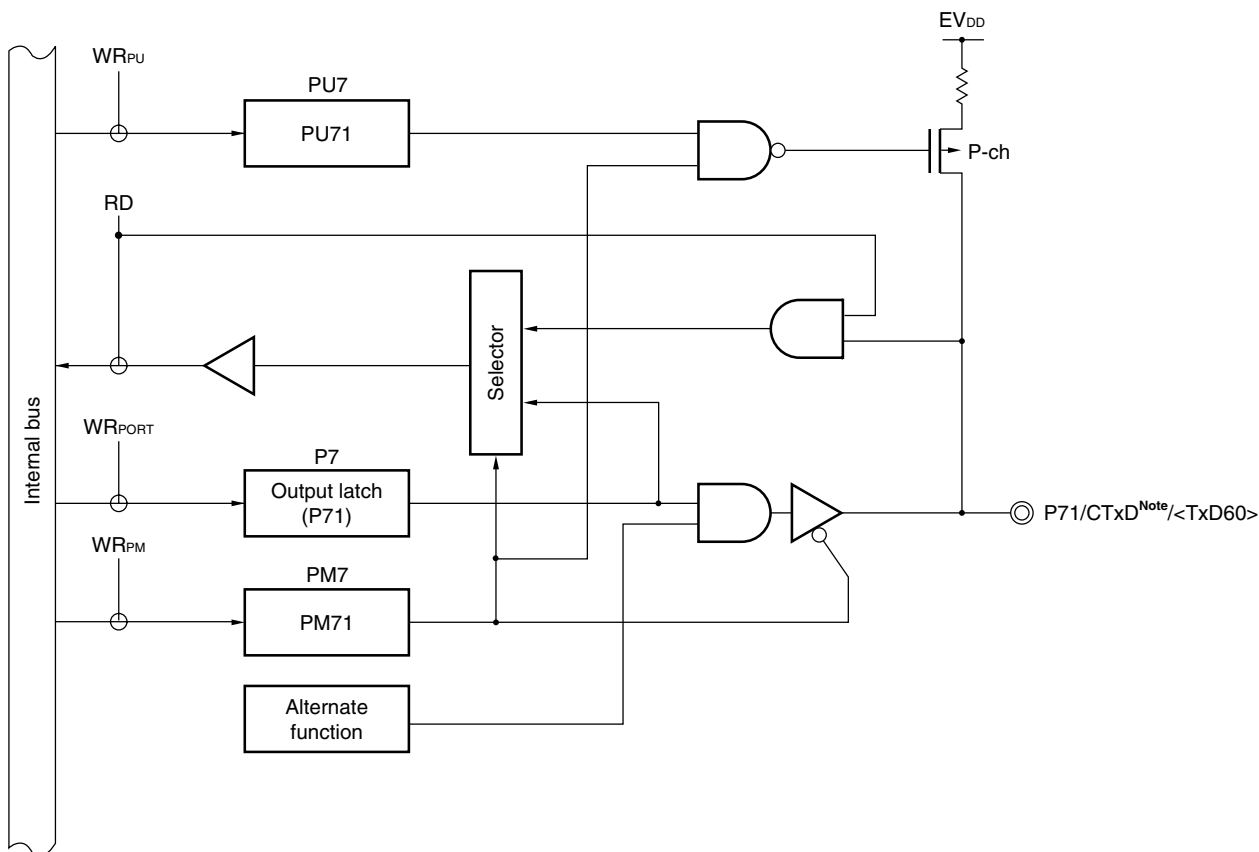 EVDD
WRPU
PU7
PU71
P-ch
RD
Selector
Internal bus
WRPORT
P7
Output latch
(P71)
P71/CTxDNote/<TxD60>
WRPM
PM7
PM71
Alternate
function